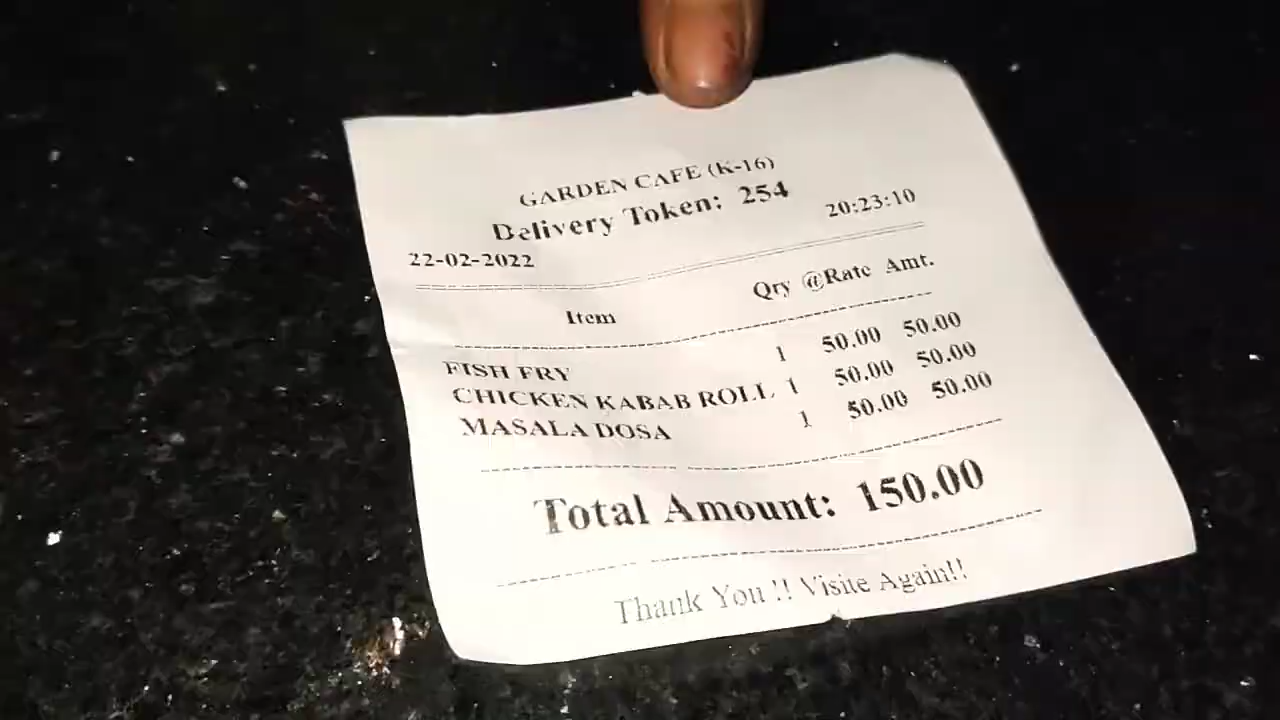 GARDEN CAFE (K-16)
Delivery Token: 254
22-02-2022 20:23:10
Item Qry @Rate Amt.
FISH FRY 1 50.00 50.00
CHICKEN KABAB ROLL 1 50.00 50.00
MASALA DOSA 1 50.00 50.00
Total Amount: 150.00
Thank You !! Visite Again!!